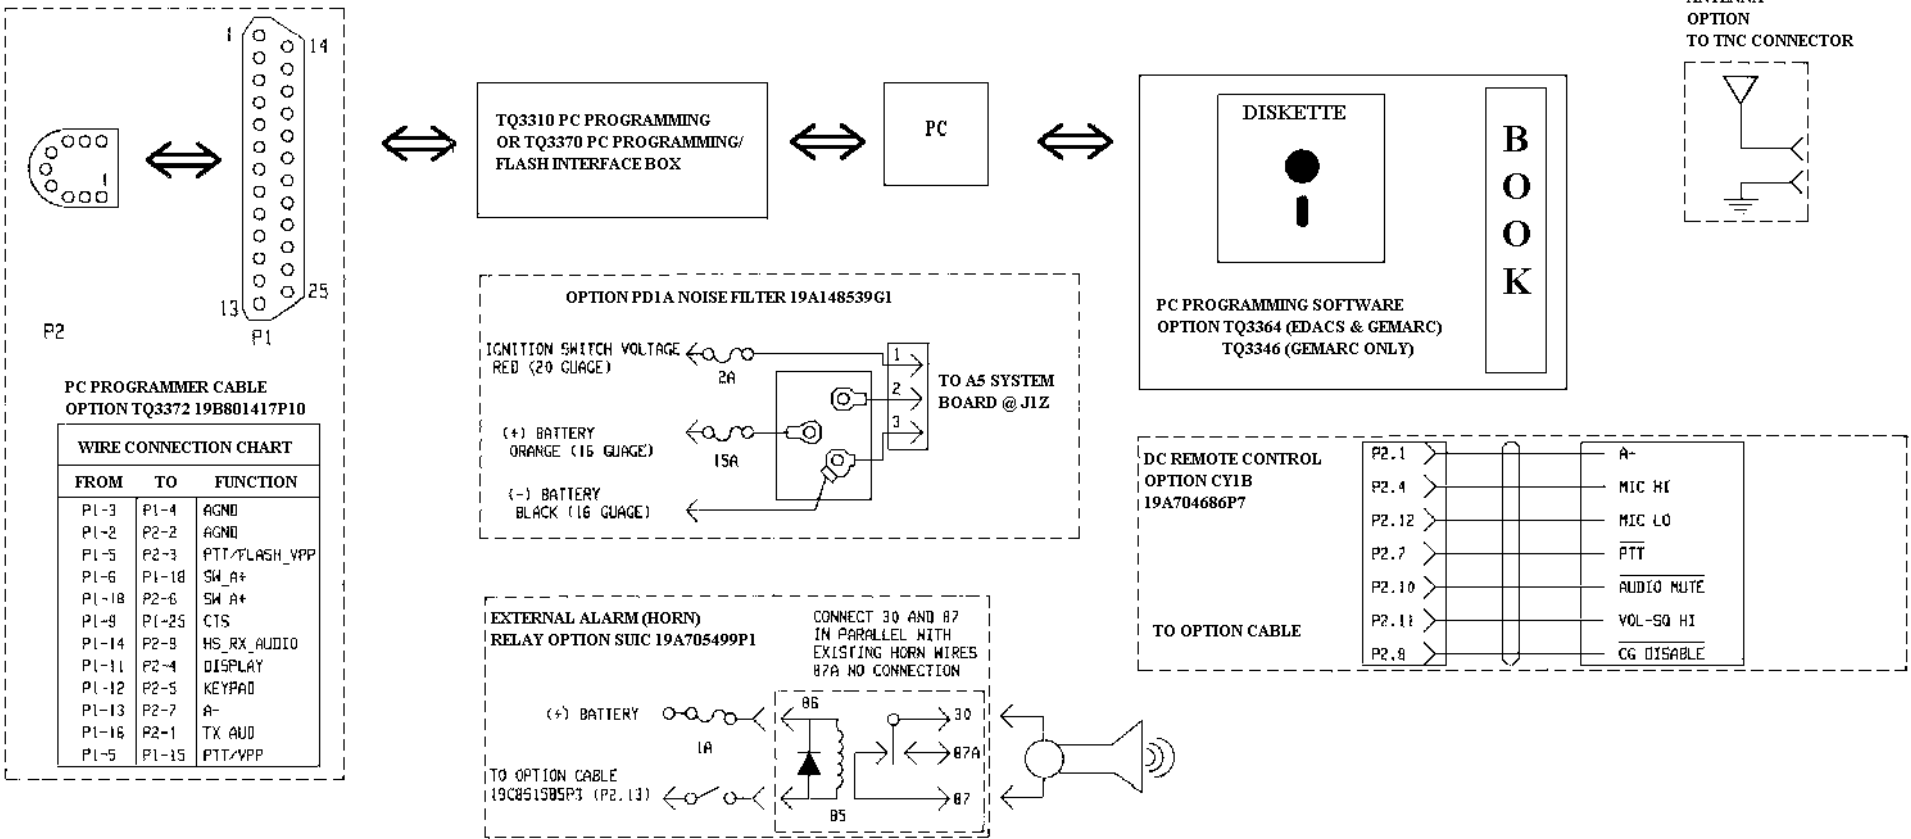 1
14
13
25
P2
P1
PC PROGRAMMER CABLE
OPTION TQ3372 19B801417P10
WIRE CONNECTION CHART
FROM TO FUNCTION
P1-3 P1-4 AGND
P1-2 P2-2 AGND
P1-5 P2-3 PTT/FLASH_VPP
P1-6 P1-18 SW_A+
P1-18 P2-6 SW A+
P1-9 P1-25 CTS
P1-14 P2-9 HS_RX_AUDIO
P1-11 P2-4 DISPLAY
P1-12 P2-5 KEYPAD
P1-13 P2-7 A-
P1-16 P2-1 TX AUD
P1-5 P1-15 PTT/VPP
1
TQ3310 PC PROGRAMMING
OR TQ3370 PC PROGRAMMING/
FLASH INTERFACE BOX
PC
DISKETTE
BOOK
PC PROGRAMMING SOFTWARE
OPTION TQ3364 (EDACS & GEMARC)
TQ3346 (GEMARC ONLY)
ANTENNA
OPTION
TO TNC CONNECTOR
OPTION PD1A NOISE FILTER 19A148539G1
IGNITION SWITCH VOLTAGE
RED (20 GUAGE)
2A
(+) BATTERY
ORANGE (16 GUAGE)
15A
(-) BATTERY
BLACK (16 GUAGE)
1
2
3
TO A5 SYSTEM
BOARD @ J1Z
EXTERNAL ALARM (HORN)
RELAY OPTION SUIC 19A705499P1
CONNECT 30 AND 87
IN PARALLEL WITH
EXISTING HORN WIRES
87A NO CONNECTION
(+) BATTERY
1A
TO OPTION CABLE
19C851585P3 (P2.13)
86
85
30
87A
87
DC REMOTE CONTROL
OPTION CY1B
19A704686P7
TO OPTION CABLE
P2.1 A-
P2.4 MIC HI
P2.12 MIC LO
P2.7 PTT
P2.10 AUDIO MUTE
P2.11 VOL-SQ HI
P2.8 CG DISABLE